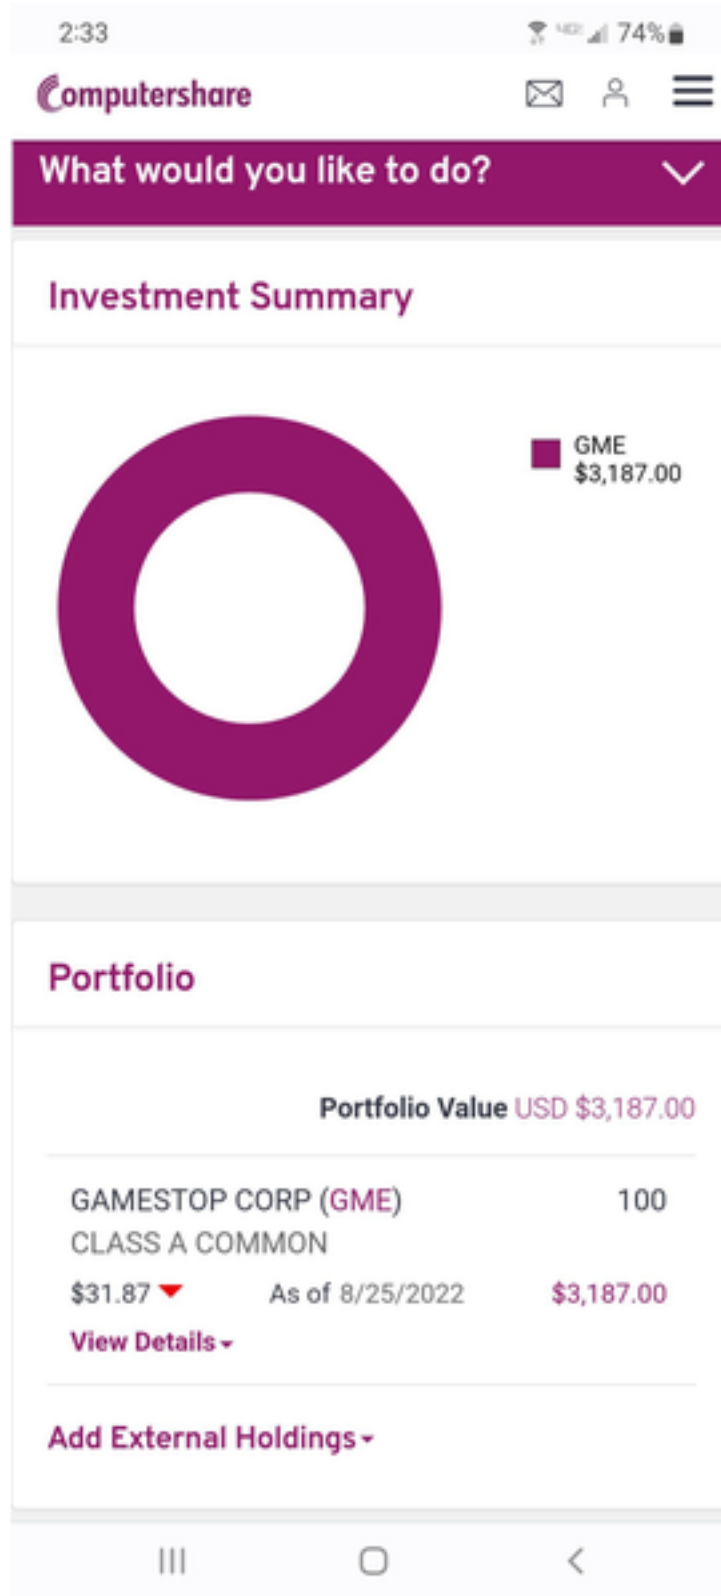 2:33
74%
Computershare
What would you like to do?
Investment Summary
GME
$3,187.00
Portfolio
Portfolio Value USD $3,187.00
GAMESTOP CORP (GME) 100
CLASS A COMMON
$31.87 As of 8/25/2022 $3,187.00
View Details
Add External Holdings